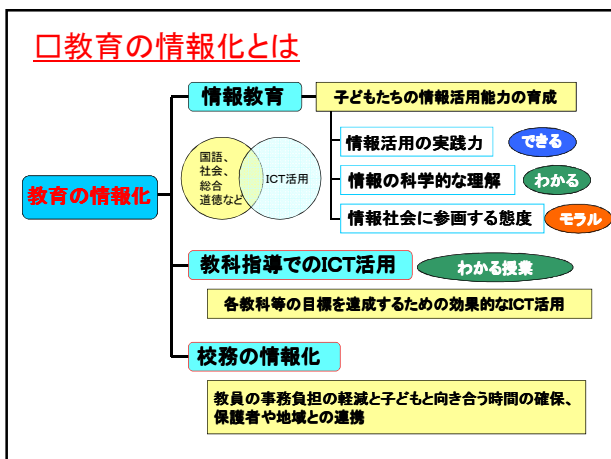 □教育の情報化とは
情報教育
子どもたちの情報活用能力の育成
国語、
社会、
総合
道徳など
ICT活用
情報活用の実践力
できる
情報の科学的な理解
わかる
情報社会に参画する態度
モラル
教育の情報化
教科指導でのICT活用
わかる授業
各教科等の目標を達成するための効果的なICT活用
校務の情報化
教員の事務負担の軽減と子どもと向き合う時間の確保、
保護者や地域との連携